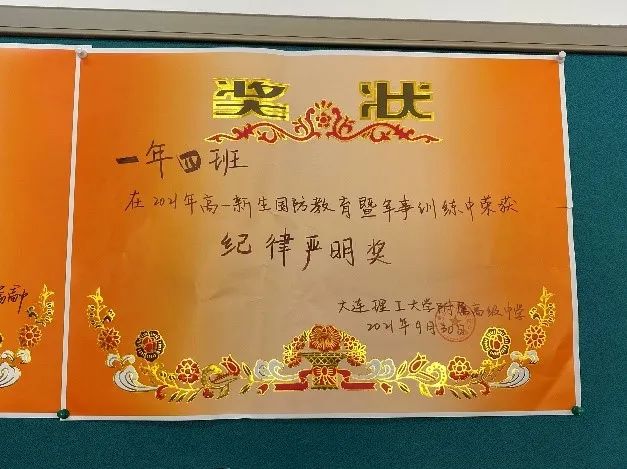 奖状
一年四班
在2021年高一新生国防教育暨军事训练中荣获
纪律严明奖
大连理工大学附属高级中学
2021年9月30日